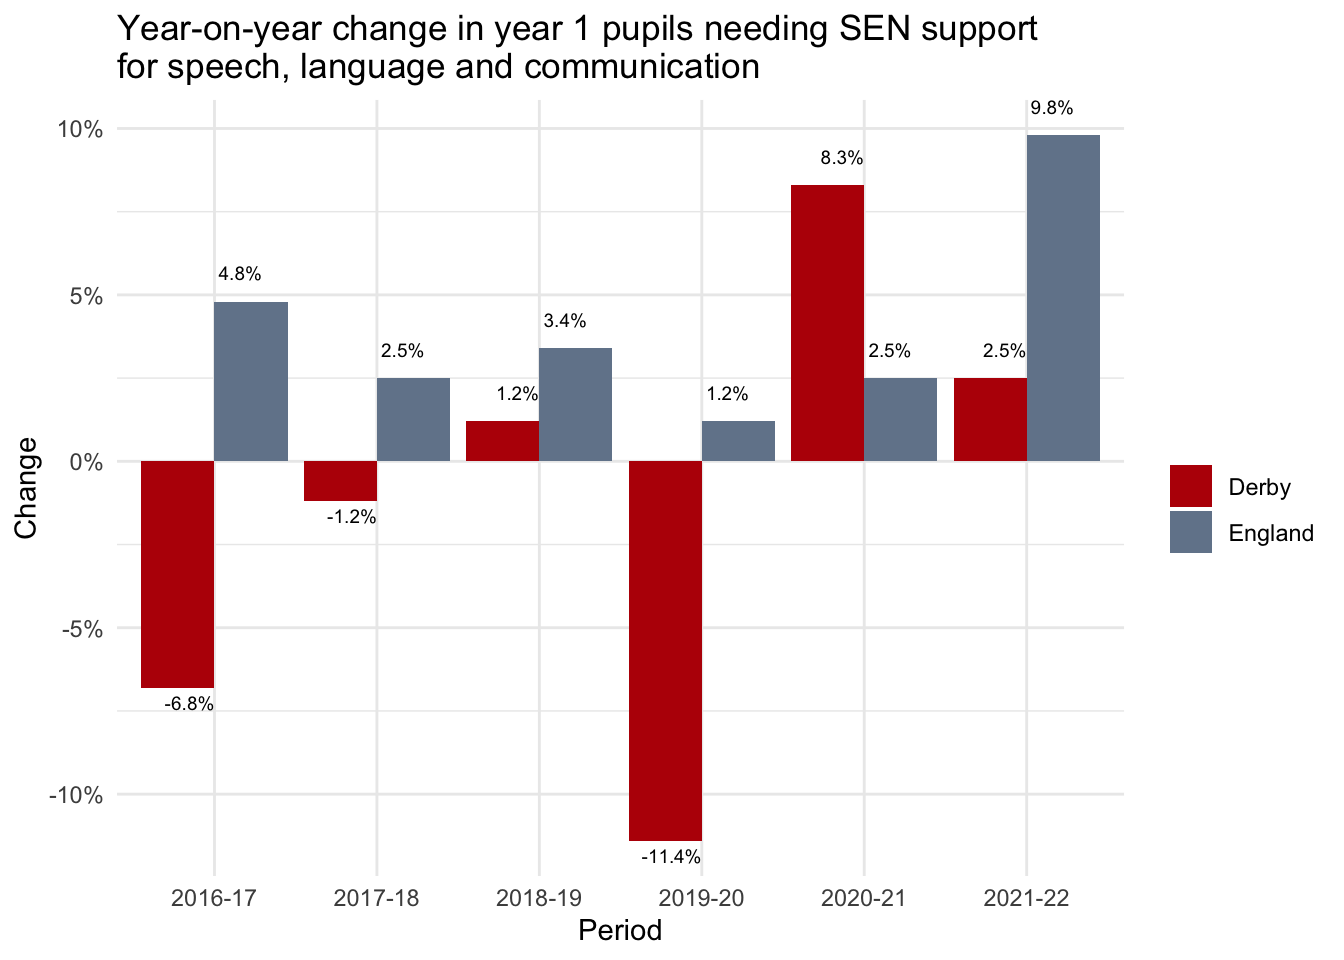 Year-on-year change in year 1 pupils needing SEN support
for speech, language and communication
9.8%
10%
8.3%
4.8%
5%
3.4%
2.5%
2.5%
2.5%
1.2%
1.2%
0%
Change
Derby
-1.2%
England
-5%
-6.8%
-10%
-11.4%
2016-17 2017-18 2018-19 2019-20 2020-21 2021-22
Period